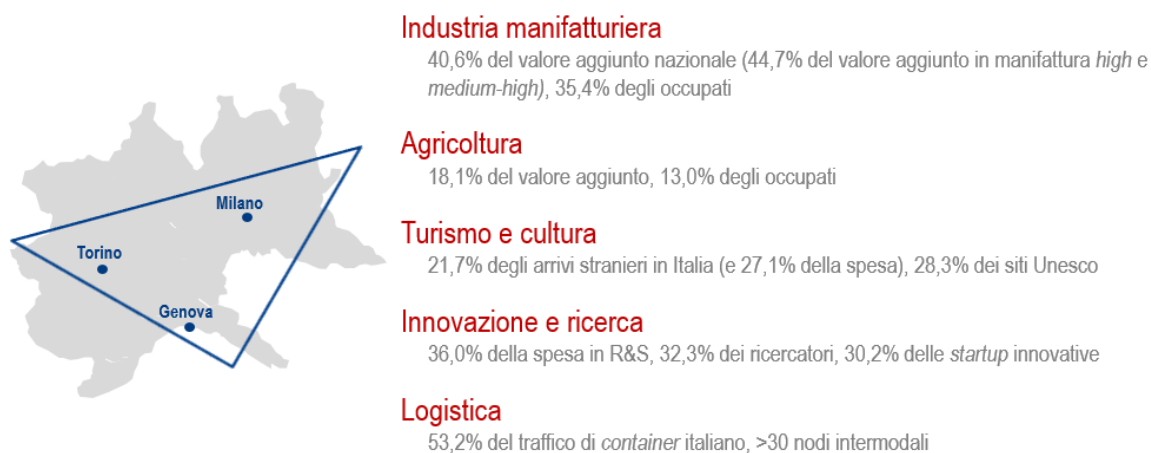 Industria manifatturiera
40,6% del valore aggiunto nazionale (44,7% del valore aggiunto in manifattura high e
medium-high), 35,4% degli occupati
Agricoltura
18,1% del valore aggiunto, 13,0% degli occupati
Turismo e cultura
21,7% degli arrivi stranieri in Italia (e 27,1% della spesa), 28,3% dei siti Unesco
Innovazione e ricerca
36,0% della spesa in R&S, 32,3% dei ricercatori, 30,2% delle startup innovative
Logistica
53,2% del traffico di container italiano, >30 nodi intermodali
Milano
Torino
Genova